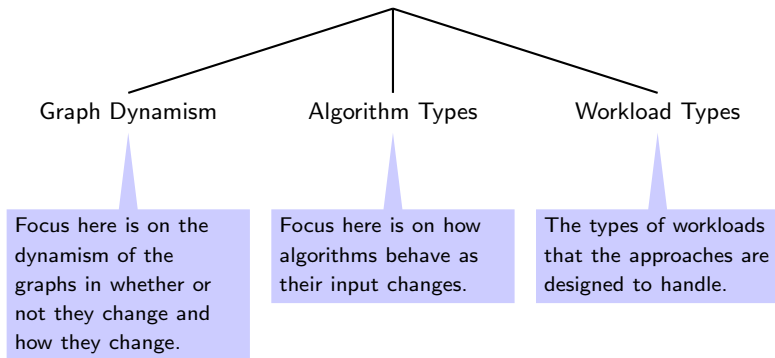 Graph Dynamism
Algorithm Types
Workload Types
Focus here is on the
dynamism of the
graphs in whether or
not they change and
how they change.
Focus here is on how
algorithms behave as
their input changes.
The types of workloads
that the approaches are
designed to handle.